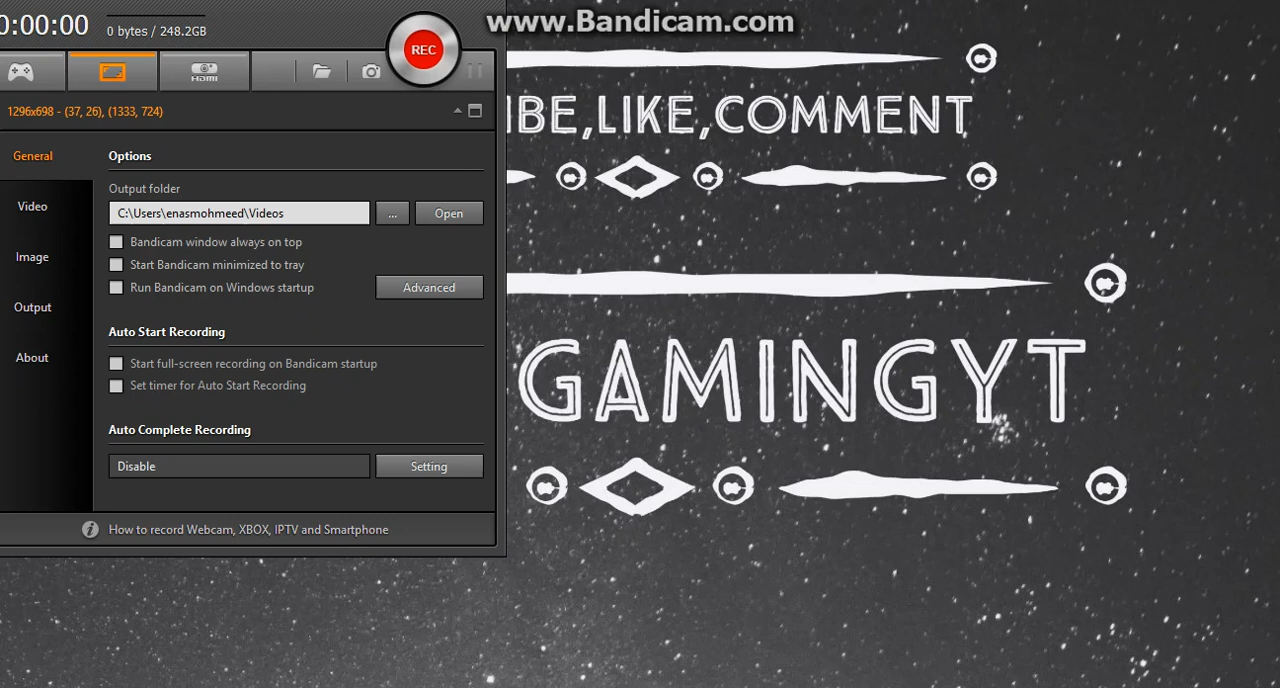 0:00:00
0 bytes / 248.2GB
REC
www.Bandicam.com
HDMI
1296x698 - (37, 26), (1333, 724)
General
Video
Image
Output
About
Options
Output folder
C:\Users\enasmohmeed\Videos
...
Open
Bandicam window always on top
Start Bandicam minimized to tray
Run Bandicam on Windows startup
Advanced
Auto Start Recording
Start full-screen recording on Bandicam startup
Set timer for Auto Start Recording
Auto Complete Recording
Disable
Setting
How to record Webcam, XBOX, IPTV and Smartphone
IBE,LIKE,COMMENT
GAMINGYT